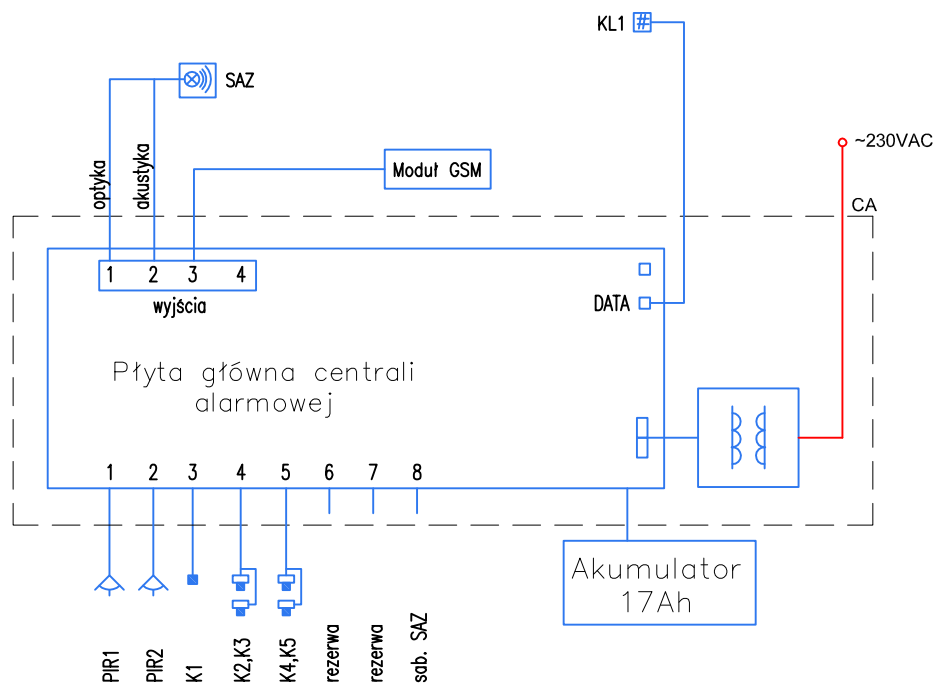 KL1 #
SAZ
~230VAC
optyka
akustyka
Moduł GSM
CA
1 2 3 4
wyjścia
DATA
Płyta główna centrali
alarmowej
1 2 3 4 5 6 7 8
Akumulator
17Ah
PIR1
PIR2
K1
K2,K3
K4,K5
rezerwa
rezerwa
sab. SAZ